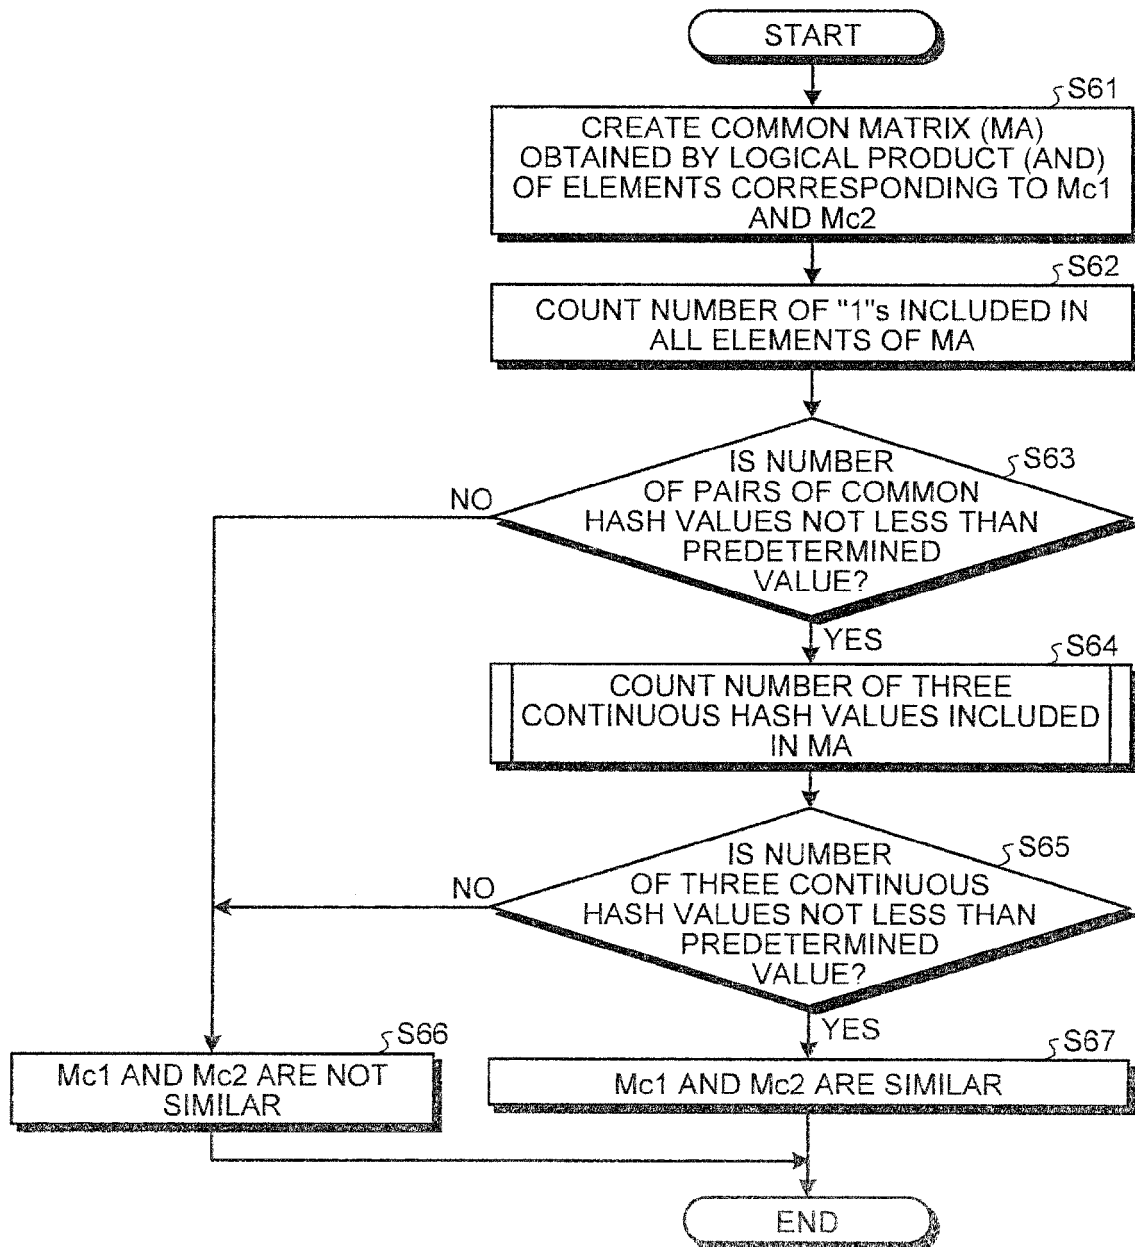 START
S61
CREATE COMMON MATRIX (MA)
OBTAINED BY LOGICAL PRODUCT (AND)
OF ELEMENTS CORRESPONDING TO Mc1
AND Mc2
S62
COUNT NUMBER OF "1"s INCLUDED IN
ALL ELEMENTS OF MA
S63
IS NUMBER
OF PAIRS OF COMMON
HASH VALUES NOT LESS THAN
PREDETERMINED
VALUE?
NO
YES
S64
COUNT NUMBER OF THREE
CONTINUOUS HASH VALUES INCLUDED
IN MA
S65
IS NUMBER
OF THREE CONTINUOUS
HASH VALUES NOT LESS THAN
PREDETERMINED
VALUE?
NO
YES
S66
Mc1 AND Mc2 ARE NOT
SIMILAR
S67
Mc1 AND Mc2 ARE SIMILAR
END